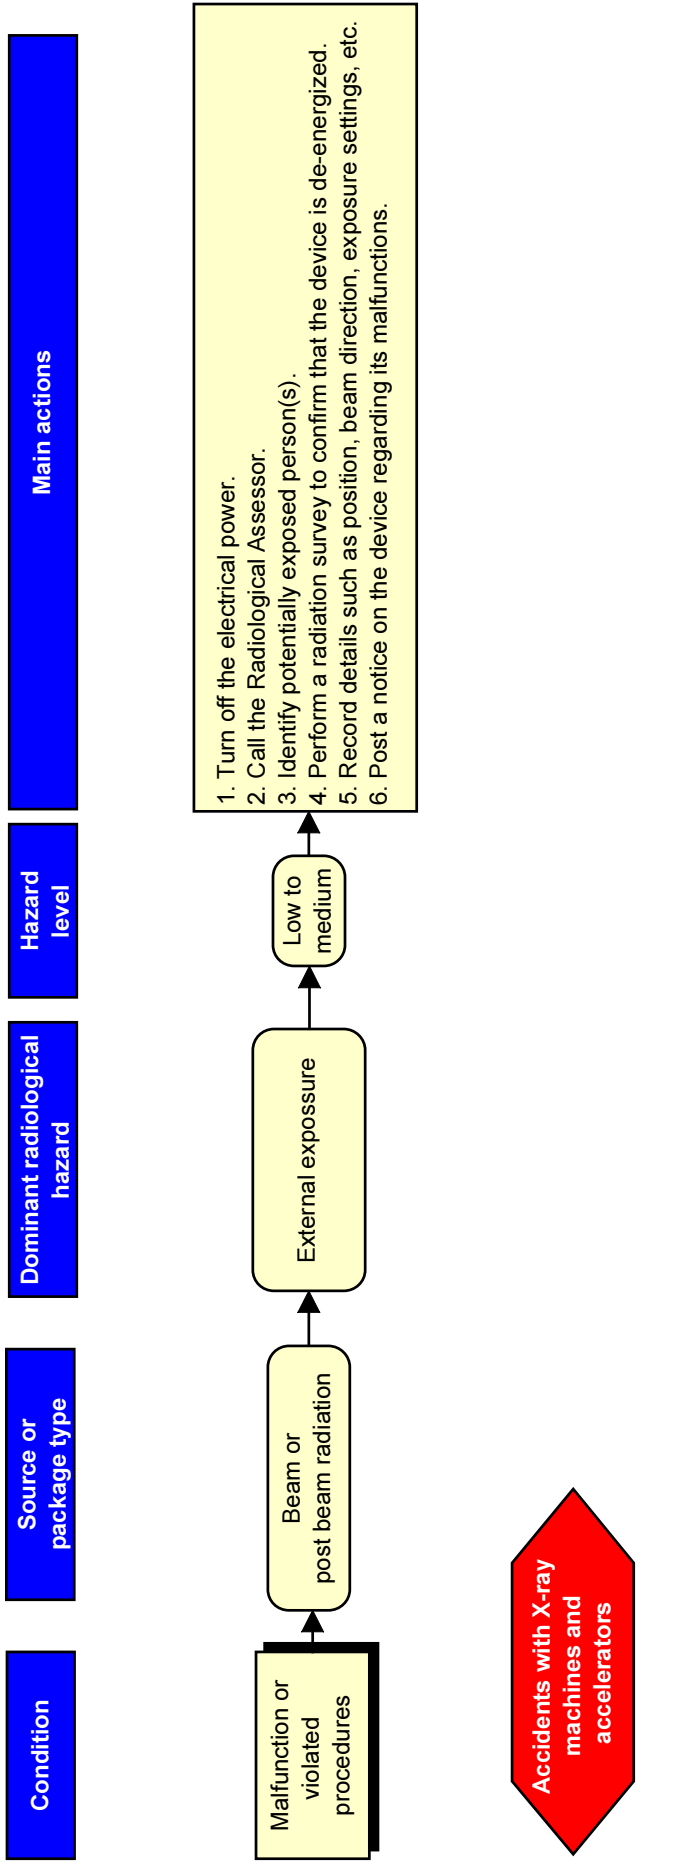 Condition
Source or
package type
Dominant radiological
hazard
Hazard
level
Main actions
Malfunction or
violated
procedures
Beam or
post beam radiation
External expossure
Low to
medium
1. Turn off the electrical power.
2. Call the Radiological Assessor.
3. Identify potentially exposed person(s).
4. Perform a radiation survey to confirm that the device is de-energized.
5. Record details such as position, beam direction, exposure settings, etc.
6. Post a notice on the device regarding its malfunctions.
Accidents with X-ray
machines and
accelerators